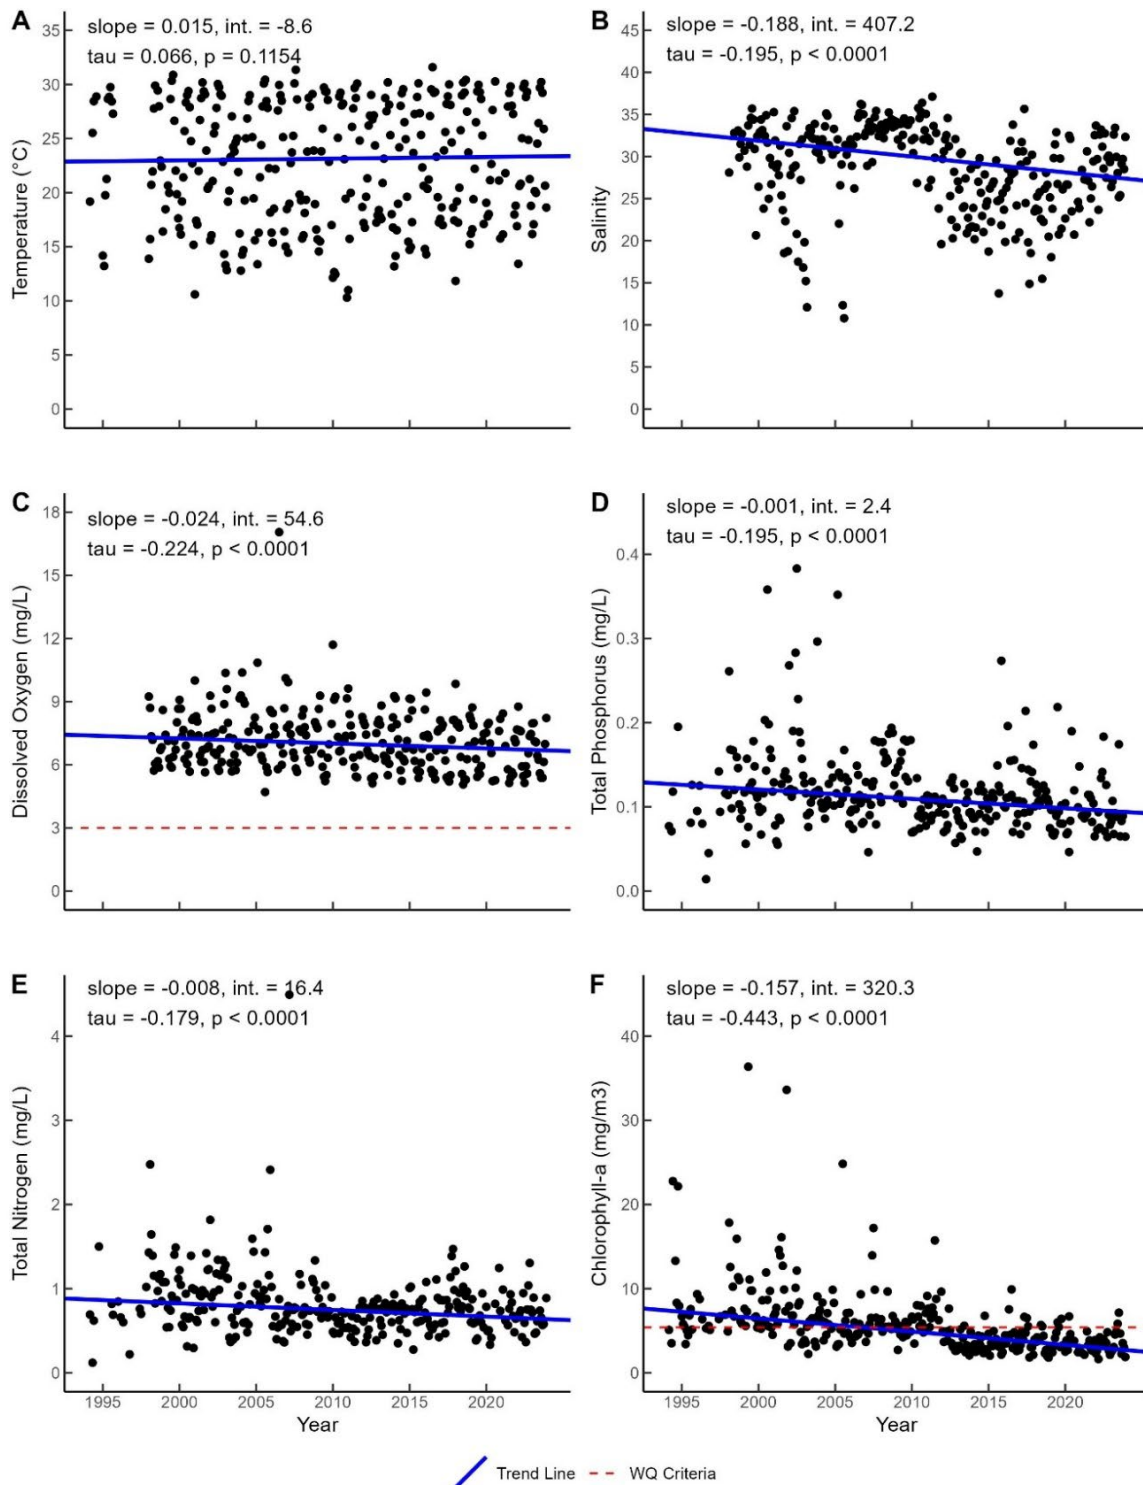 A
slope = 0.015, int. = -8.6
tau = 0.066, p = 0.1154
35
30
25
20
15
10
5
0
Temperature (°C)
B
slope = -0.188, int. = 407.2
tau = -0.195, p < 0.0001
45
40
35
30
25
20
15
10
5
0
Salinity
C
slope = -0.024, int. = 54.6
tau = -0.224, p < 0.0001
18
15
12
9
6
3
0
Dissolved Oxygen (mg/L)
D
slope = -0.001, int. = 2.4
tau = -0.195, p < 0.0001
0.4
0.3
0.2
0.1
0.0
Total Phosphorus (mg/L)
E
slope = -0.008, int. = 16.4
tau = -0.179, p < 0.0001
4
3
2
1
0
Total Nitrogen (mg/L)
1995 2000 2005 2010 2015 2020
Year
F
slope = -0.157, int. = 320.3
tau = -0.443, p < 0.0001
40
30
20
10
0
Chlorophyll-a (mg/m3)
1995 2000 2005 2010 2015 2020
Year
Trend Line
WQ Criteria